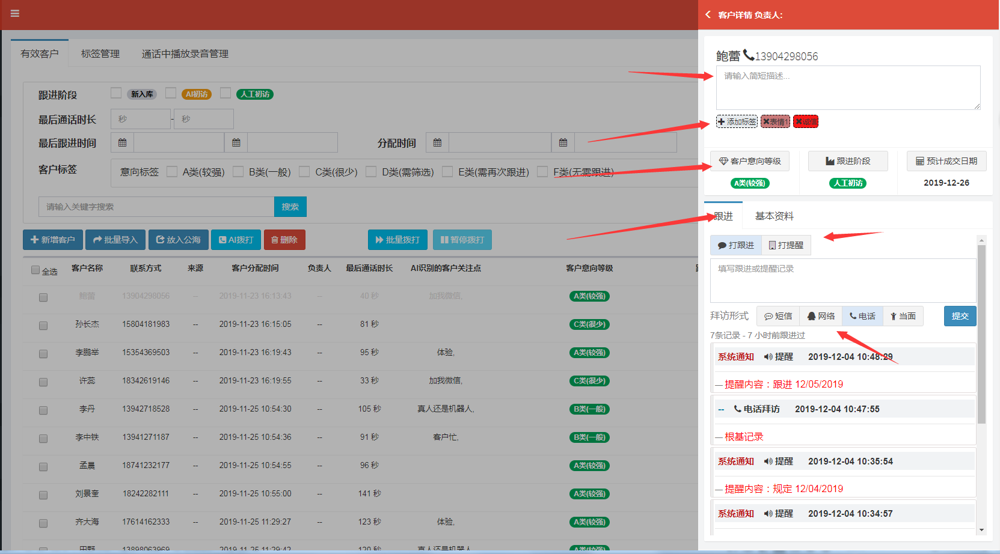 客户详情 负责人:
有效客户 标签管理 通话中播放录音管理
跟进阶段 新入库 AI初访 人工初访
最后通话时长 秒 - 秒
最后跟进时间 分配时间
客户标签 意向标签 A类(较强) B类(一般) C类(很少) D类(需筛选) E类(需再次跟进) F类(无需跟进)
请输入关键字搜索 搜索
新增客户 批量导入 放入公海 AI拨打 删除 批量拨打 暂停拨打
全选 客户名称 联系方式 来源 客户分配时间 负责人 最后通话时长 AI识别的客户关注点 客户意向等级
鲍蕾 13904298056 -- 2019-11-23 16:13:43 -- 40 秒 加我微信, A类(较强)
孙长杰 15804181983 -- 2019-11-23 16:15:05 -- 81 秒 C类(很少)
李鹏举 15354369503 -- 2019-11-23 16:19:43 -- 95 秒 体验, A类(较强)
许蕊 18342619146 -- 2019-11-23 16:19:55 -- 33 秒 加我微信, C类(很少)
李丹 13942718528 -- 2019-11-25 10:54:30 -- 105 秒 真人还是机器人, B类(一般)
李中铁 13941271187 -- 2019-11-25 10:54:36 -- 91 秒 客户忙, B类(一般)
孟晨 18741232177 -- 2019-11-25 10:54:55 -- 96 秒 A类(较强)
刘景奎 18242282111 -- 2019-11-25 10:55:00 -- 141 秒 A类(较强)
齐大海 17614162333 -- 2019-11-25 11:29:27 -- 123 秒 体验, A类(较强)
田野 13898063969 -- 2019-11-25 11:29:42 -- 120 秒 真人还是机器人, A类(较强)
鲍蕾 13904298056
请输入简短描述...
添加标签 表情1 诚信
客户意向等级 跟进阶段 预计成交日期
A类(较强) 人工初访 2019-12-26
跟进 基本资料
打跟进 打提醒
填写跟进或提醒记录
拜访形式 短信 网络 电话 当面 提交
7条记录 - 7 小时前跟进过
系统通知 提醒 2019-12-04 10:48:29
— 提醒内容：跟进 12/05/2019
-- 电话拜访 2019-12-04 10:47:55
— 根基记录
系统通知 提醒 2019-12-04 10:35:54
— 提醒内容：规定 12/04/2019
系统通知 提醒 2019-12-04 10:34:57